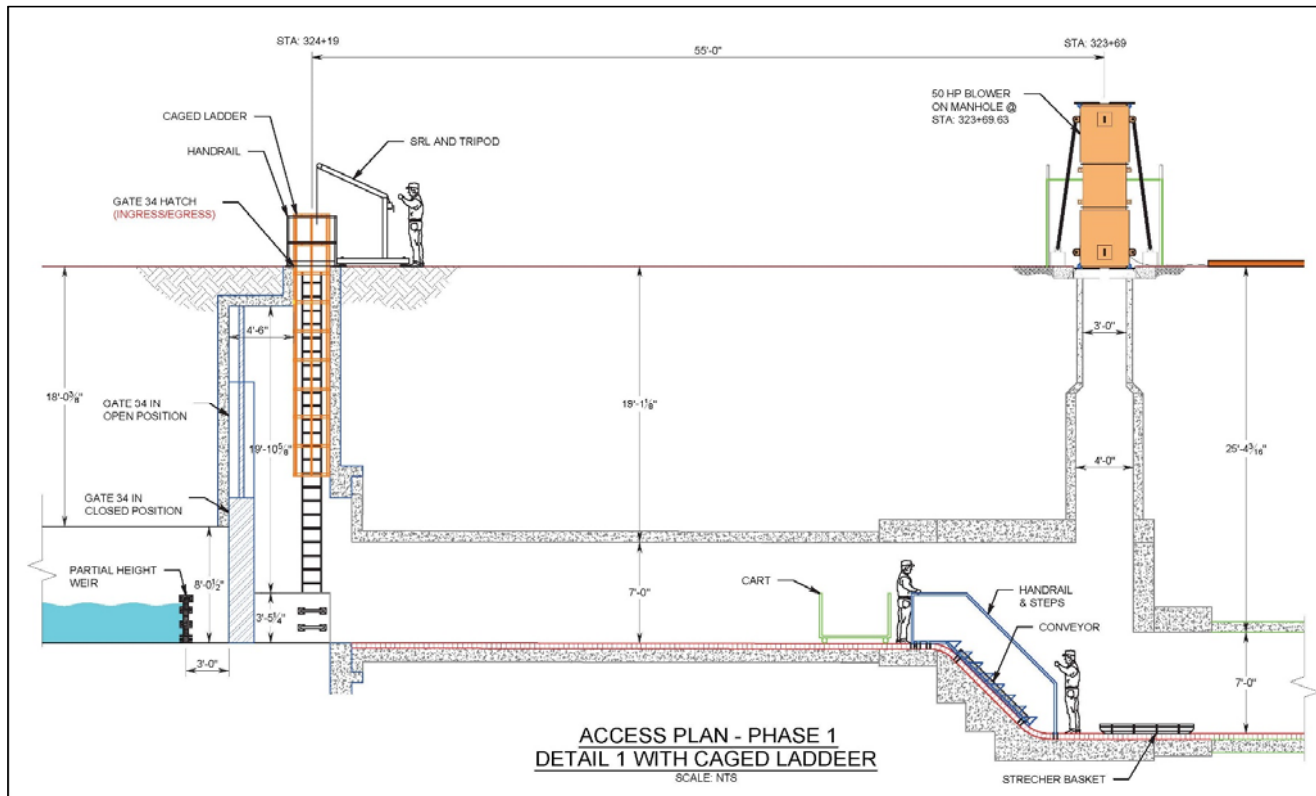 STA: 324+19
55'-0"
STA: 323+69
CAGED LADDER
HANDRAIL
SRL AND TRIPOD
50 HP BLOWER
ON MANHOLE @
STA: 323+69.63
GATE 34 HATCH
(INGRESS/EGRESS)
4'-6"
3'-0"
18'-0⅜"
GATE 34 IN
OPEN POSITION
18'-1⅛"
19'-10⅝"
25'-4³⁄₁₆"
4'-0"
GATE 34 IN
CLOSED POSITION
PARTIAL HEIGHT
WEIR
8'-0½"
7'-0"
CART
HANDRAIL
& STEPS
CONVEYOR
3'-5¼"
3'-0"
7'-0"
ACCESS PLAN - PHASE 1
DETAIL 1 WITH CAGED LADDEER
SCALE: NTS
STRECHER BASKET